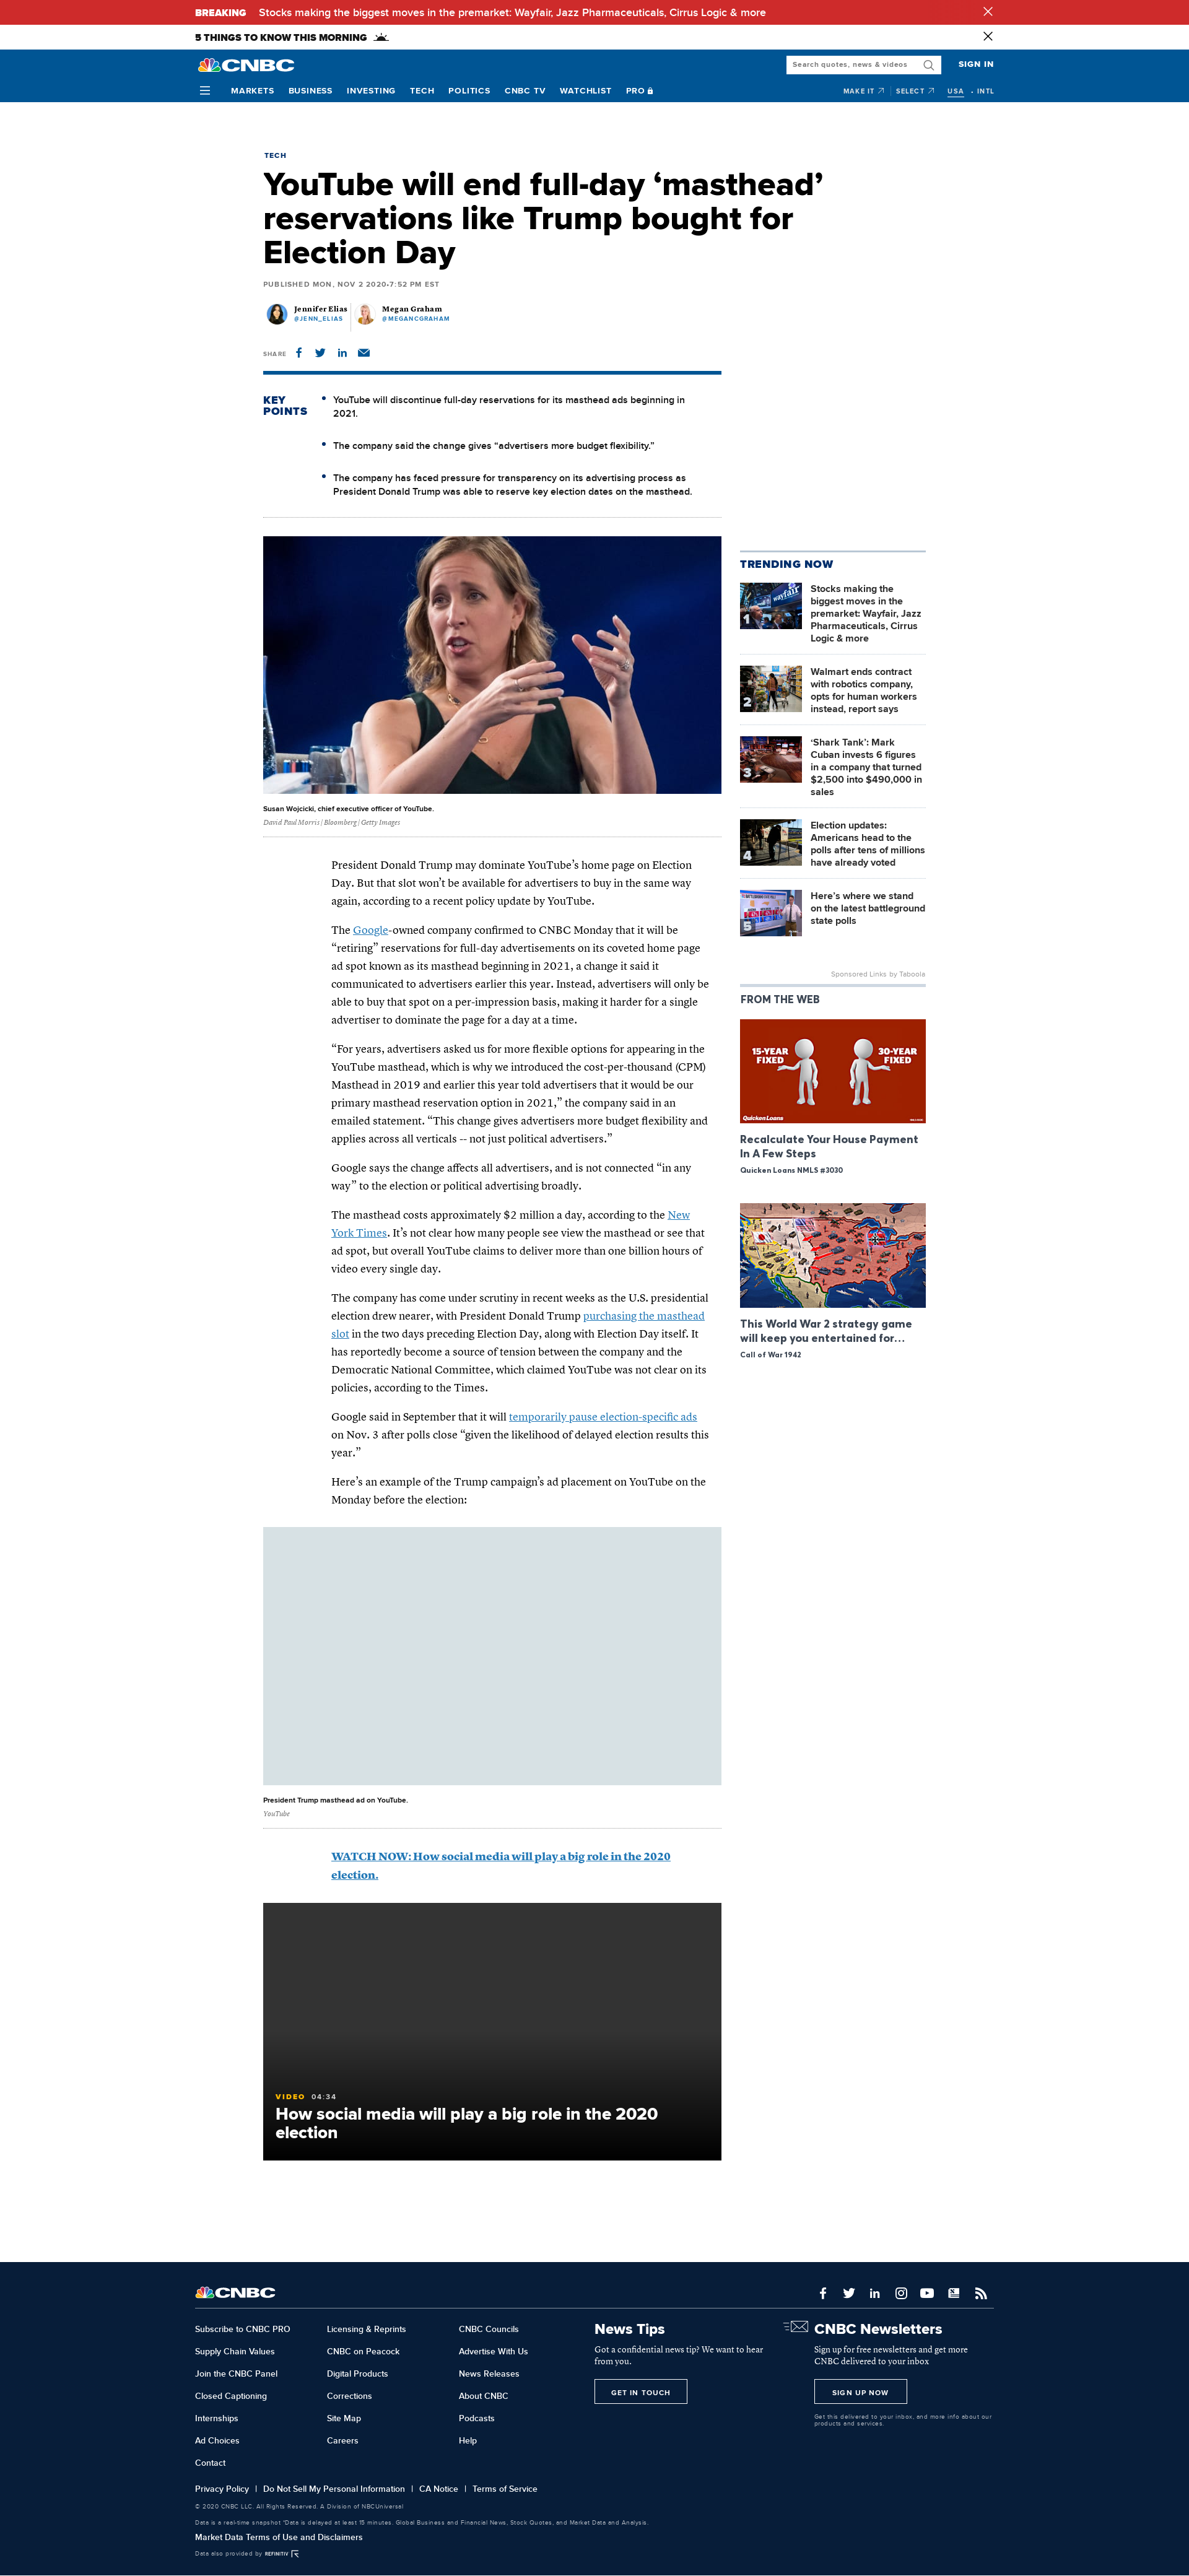 BREAKING Stocks making the biggest moves in the premarket: Wayfair, Jazz Pharmaceuticals, Cirrus Logic & more
5 THINGS TO KNOW THIS MORNING
CNBC
Search quotes, news & videos
SIGN IN
MARKETS BUSINESS INVESTING TECH POLITICS CNBC TV WATCHLIST PRO
MAKE IT SELECT USA • INTL
TECH
YouTube will end full-day ‘masthead’
reservations like Trump bought for
Election Day
PUBLISHED MON, NOV 2 2020•7:52 PM EST
Jennifer Elias
@JENN_ELIAS
Megan Graham
@MEGANCGRAHAM
SHARE
KEY
POINTS
YouTube will discontinue full-day reservations for its masthead ads beginning in
2021.
The company said the change gives “advertisers more budget flexibility.”
The company has faced pressure for transparency on its advertising process as
President Donald Trump was able to reserve key election dates on the masthead.
Susan Wojcicki, chief executive officer of YouTube.
David Paul Morris | Bloomberg | Getty Images
President Donald Trump may dominate YouTube’s home page on Election
Day. But that slot won’t be available for advertisers to buy in the same way
again, according to a recent policy update by YouTube.
The Google-owned company confirmed to CNBC Monday that it will be
“retiring” reservations for full-day advertisements on its coveted home page
ad spot known as its masthead beginning in 2021, a change it said it
communicated to advertisers earlier this year. Instead, advertisers will only be
able to buy that spot on a per-impression basis, making it harder for a single
advertiser to dominate the page for a day at a time.
“For years, advertisers asked us for more flexible options for appearing in the
YouTube masthead, which is why we introduced the cost-per-thousand (CPM)
Masthead in 2019 and earlier this year told advertisers that it would be our
primary masthead reservation option in 2021,” the company said in an
emailed statement. “This change gives advertisers more budget flexibility and
applies across all verticals -- not just political advertisers.”
Google says the change affects all advertisers, and is not connected “in any
way” to the election or political advertising broadly.
The masthead costs approximately $2 million a day, according to the New
York Times. It’s not clear how many people see view the masthead or see that
ad spot, but overall YouTube claims to deliver more than one billion hours of
video every single day.
The company has come under scrutiny in recent weeks as the U.S. presidential
election drew nearer, with President Donald Trump purchasing the masthead
slot in the two days preceding Election Day, along with Election Day itself. It
has reportedly become a source of tension between the company and the
Democratic National Committee, which claimed YouTube was not clear on its
policies, according to the Times.
Google said in September that it will temporarily pause election-specific ads
on Nov. 3 after polls close “given the likelihood of delayed election results this
year.”
Here’s an example of the Trump campaign’s ad placement on YouTube on the
Monday before the election:
President Trump masthead ad on YouTube.
YouTube
WATCH NOW: How social media will play a big role in the 2020
election.
VIDEO 04:34
How social media will play a big role in the 2020
election
TRENDING NOW
wayfair
1
Stocks making the
biggest moves in the
premarket: Wayfair, Jazz
Pharmaceuticals, Cirrus
Logic & more
2
Walmart ends contract
with robotics company,
opts for human workers
instead, report says
3
‘Shark Tank’: Mark
Cuban invests 6 figures
in a company that turned
$2,500 into $490,000 in
sales
4
Election updates:
Americans head to the
polls after tens of millions
have already voted
5
Here’s where we stand
on the latest battleground
state polls
Sponsored Links by Taboola
FROM THE WEB
15-YEAR
FIXED
30-YEAR
FIXED
Quicken Loans
Recalculate Your House Payment
In A Few Steps
Quicken Loans NMLS #3030
This World War 2 strategy game
will keep you entertained for…
Call of War 1942
CNBC
Subscribe to CNBC PRO
Supply Chain Values
Join the CNBC Panel
Closed Captioning
Internships
Ad Choices
Contact
Licensing & Reprints
CNBC on Peacock
Digital Products
Corrections
Site Map
Careers
CNBC Councils
Advertise With Us
News Releases
About CNBC
Podcasts
Help
News Tips
Got a confidential news tip? We want to hear
from you.
GET IN TOUCH
CNBC Newsletters
Sign up for free newsletters and get more
CNBC delivered to your inbox
SIGN UP NOW
Get this delivered to your inbox, and more info about our
products and services.
Privacy Policy | Do Not Sell My Personal Information | CA Notice | Terms of Service
© 2020 CNBC LLC. All Rights Reserved. A Division of NBCUniversal
Data is a real-time snapshot *Data is delayed at least 15 minutes. Global Business and Financial News, Stock Quotes, and Market Data and Analysis.
Market Data Terms of Use and Disclaimers
Data also provided by REFINITIV